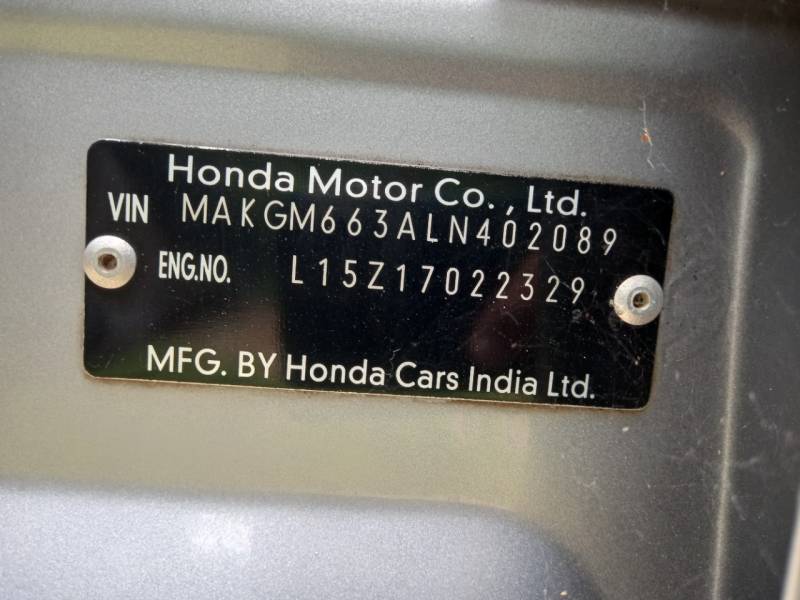 Honda Motor Co., Ltd.
VIN MAKGM663ALN402089
ENG.NO. L15Z17022329
MFG. BY Honda Cars India Ltd.